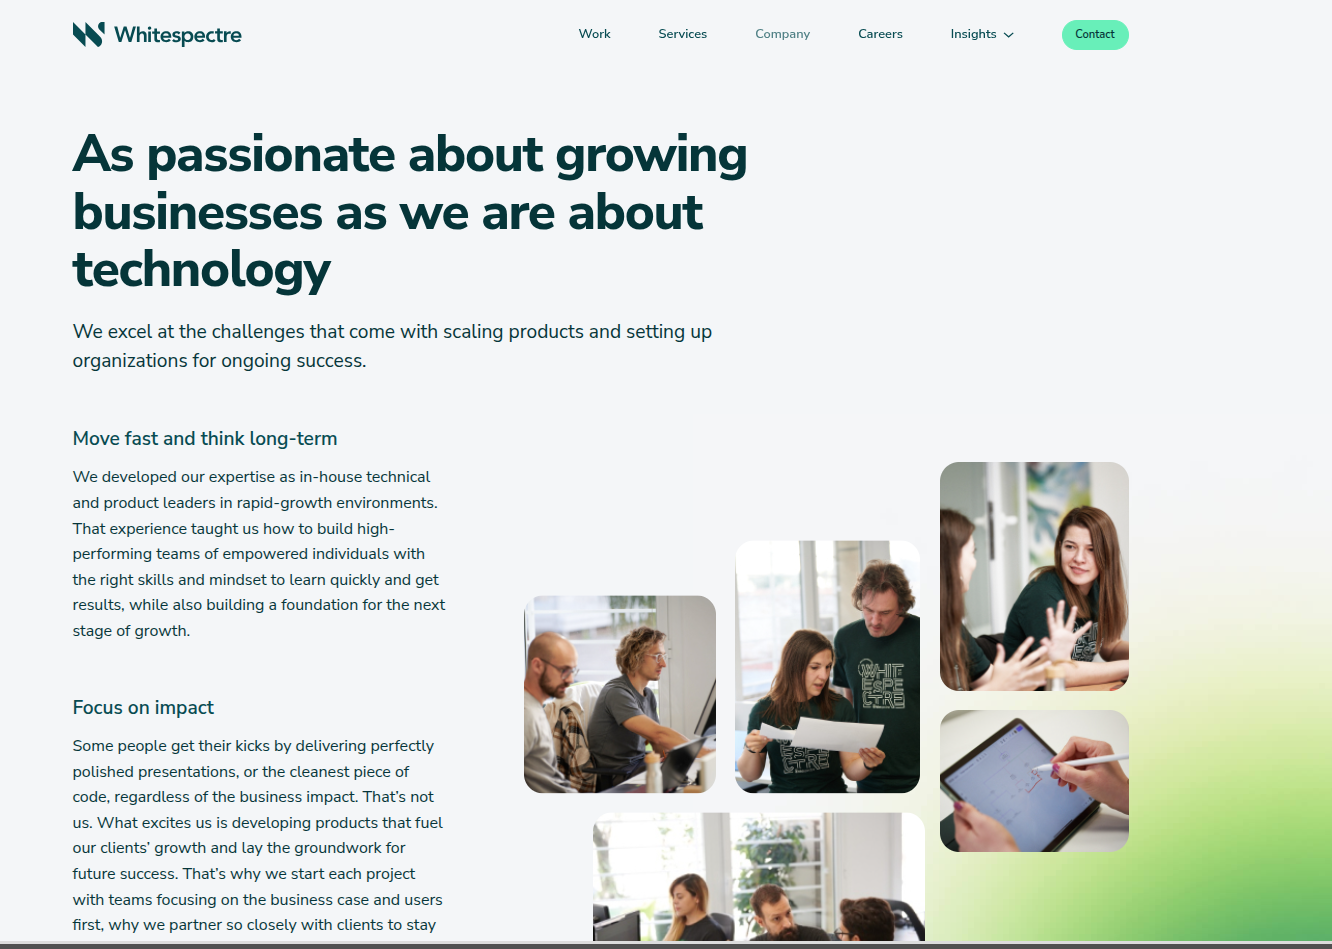 Whitespectre
Work
Services
Company
Careers
Insights
Contact
As passionate about growing
businesses as we are about
technology
We excel at the challenges that come with scaling products and setting up
organizations for ongoing success.
Move fast and think long-term
We developed our expertise as in-house technical
and product leaders in rapid-growth environments.
That experience taught us how to build high-
performing teams of empowered individuals with
the right skills and mindset to learn quickly and get
results, while also building a foundation for the next
stage of growth.
Focus on impact
Some people get their kicks by delivering perfectly
polished presentations, or the cleanest piece of
code, regardless of the business impact. That’s not
us. What excites us is developing products that fuel
our clients’ growth and lay the groundwork for
future success. That’s why we start each project
with teams focusing on the business case and users
first, why we partner so closely with clients to stay
WHIT
ESPE
CTRE